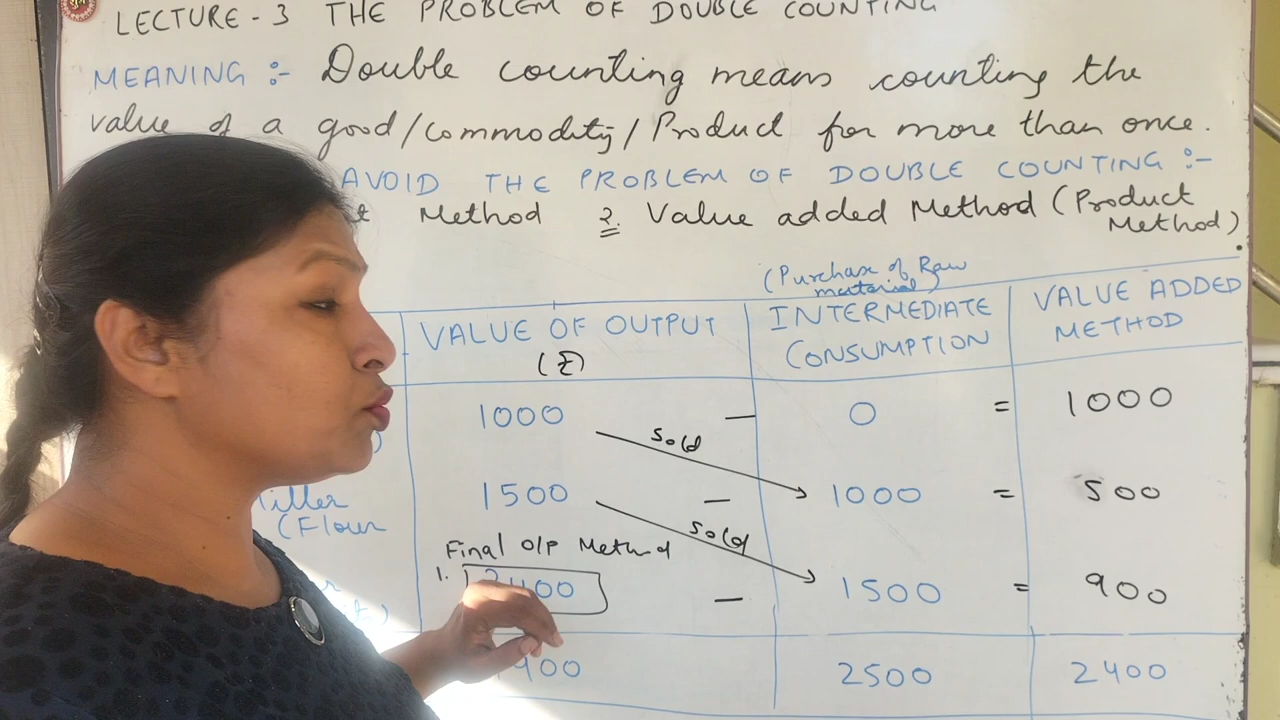 LECTURE - 3 THE PROBLEM OF DOUBLE COUNTING
MEANING :- Double counting means counting the
value of a good/commodity/Product for more than once.
AVOID THE PROBLEM OF DOUBLE COUNTING :-
Method 2. Value added Method (Product
Method)
(Purchase of Raw
material)
VALUE OF OUTPUT INTERMEDIATE VALUE ADDED
(₹) CONSUMPTION METHOD
1000 — 0 = 1000
sold
1500 — 1000 = 500
(Flour
sold
Final O/P Method
1. 2400 — 1500 = 900
900 2500 2400